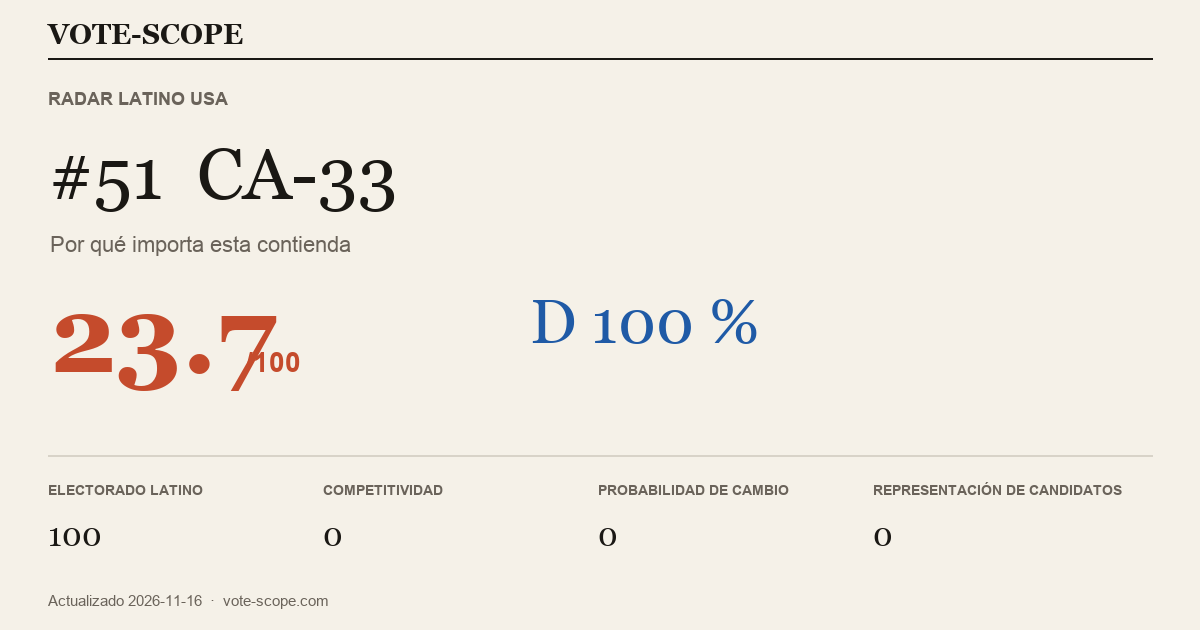 VOTE-SCOPE
RADAR LATINO USA
#51 CA-33
Por qué importa esta contienda
23.7/100
D 100 %
ELECTORADO LATINO
COMPETITIVIDAD
PROBABILIDAD DE CAMBIO
REPRESENTACIÓN DE CANDIDATOS
100
0
0
0
Actualizado 2026-11-16 · vote-scope.com